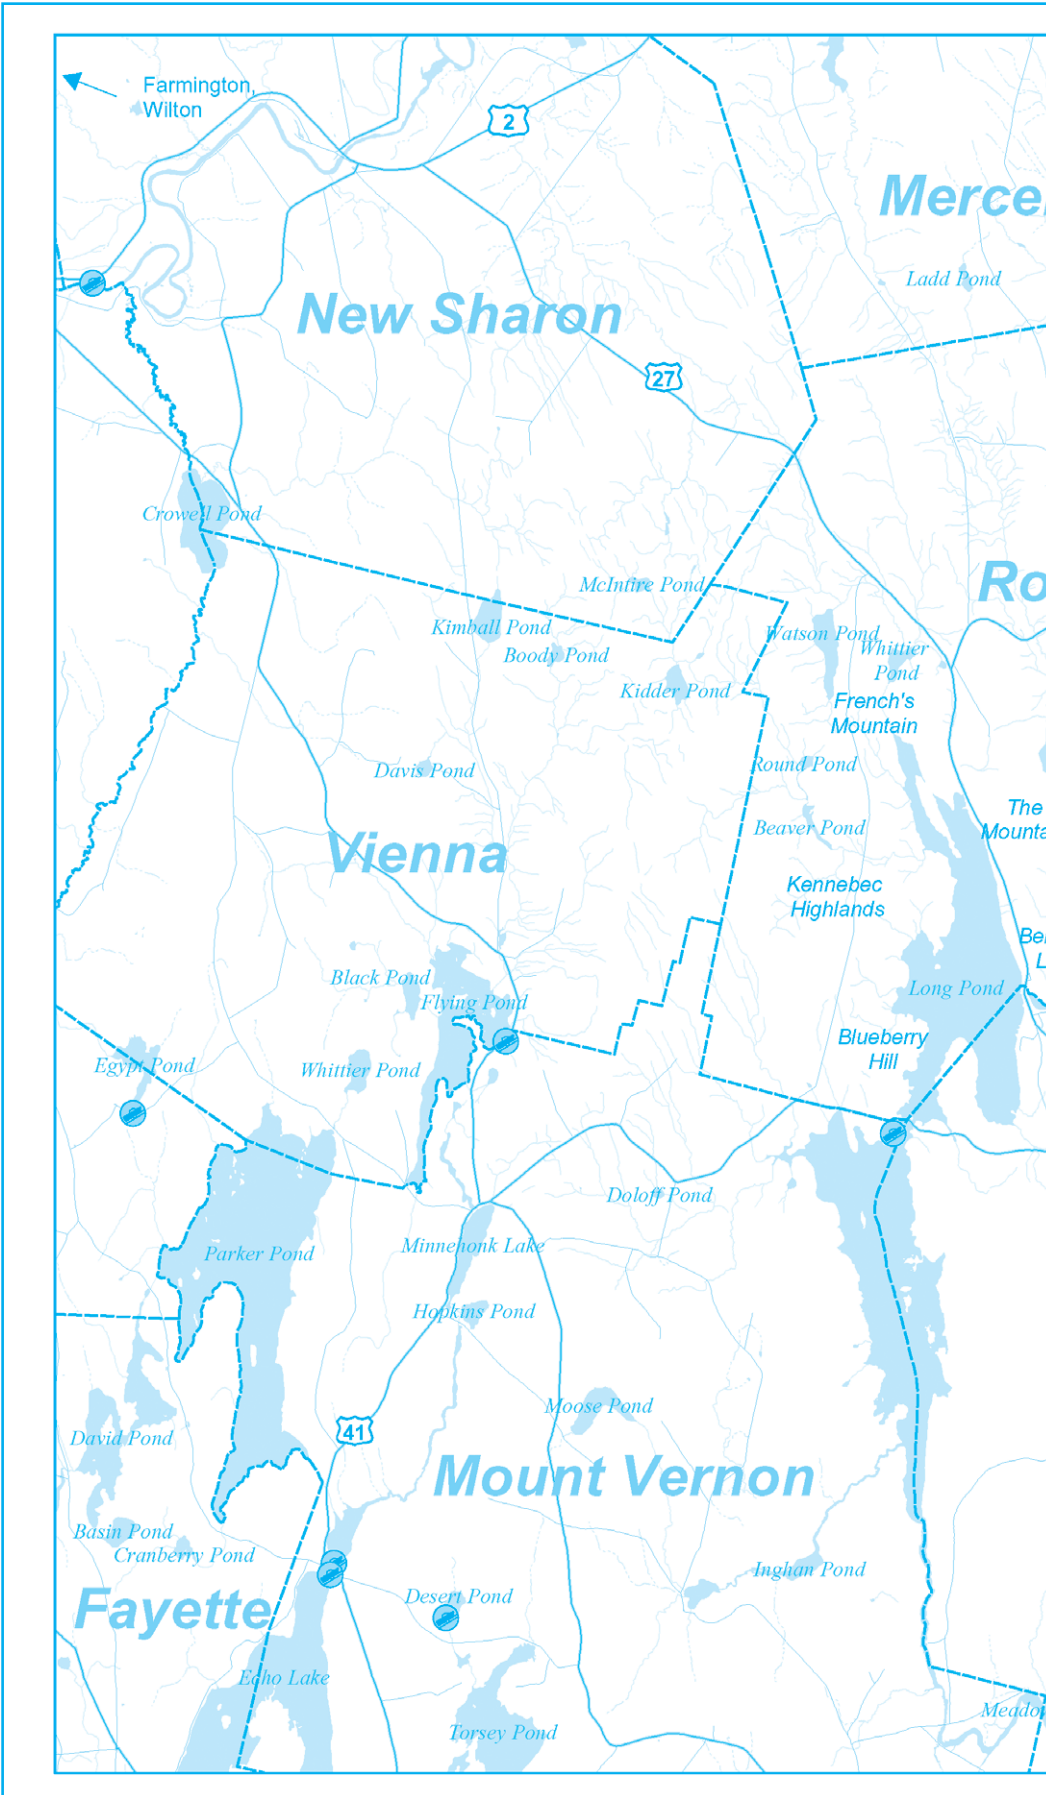 Farmington,
Wilton
2
Merce
Ladd Pond
New Sharon
27
Crowell Pond
McIntire Pond
Ro
Kimball Pond
Watson Pond
Boody Pond
Whittier
Pond
Kidder Pond
French's
Mountain
Davis Pond
Round Pond
The
Mounta
Beaver Pond
Vienna
Kennebec
Highlands
Be
L
Black Pond
Flying Pond
Long Pond
Blueberry
Hill
Egypt Pond
Whittier Pond
Doloff Pond
Parker Pond
Minnehonk Lake
Hopkins Pond
Moose Pond
41
David Pond
Mount Vernon
Basin Pond
Cranberry Pond
Inghan Pond
Fayette
Desert Pond
Echo Lake
Torsey Pond
Meado